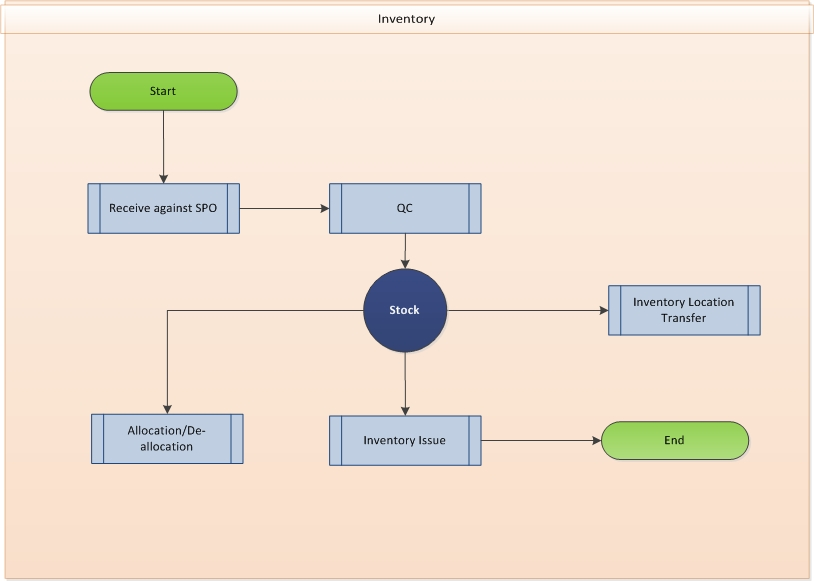 Inventory
Start
Receive against SPO
QC
Stock
Inventory Location
Transfer
Allocation/De-
allocation
Inventory Issue
End